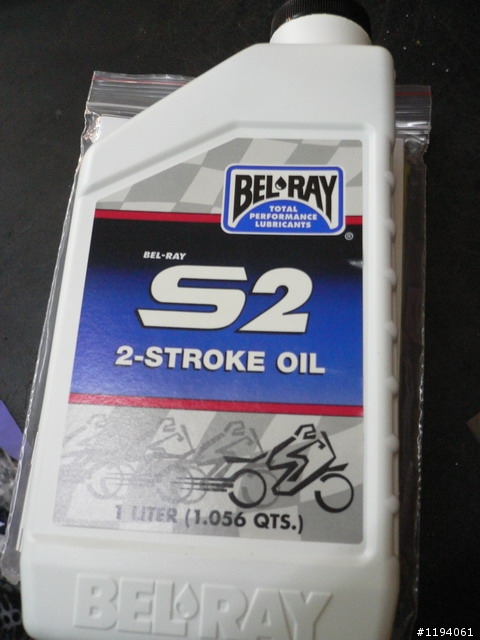 BEL-RAY
TOTAL
PERFORMANCE
LUBRICANTS
®
BEL-RAY
S2
2-STROKE OIL
1 LITER (1.056 QTS.)
BEL-RAY
#1194061